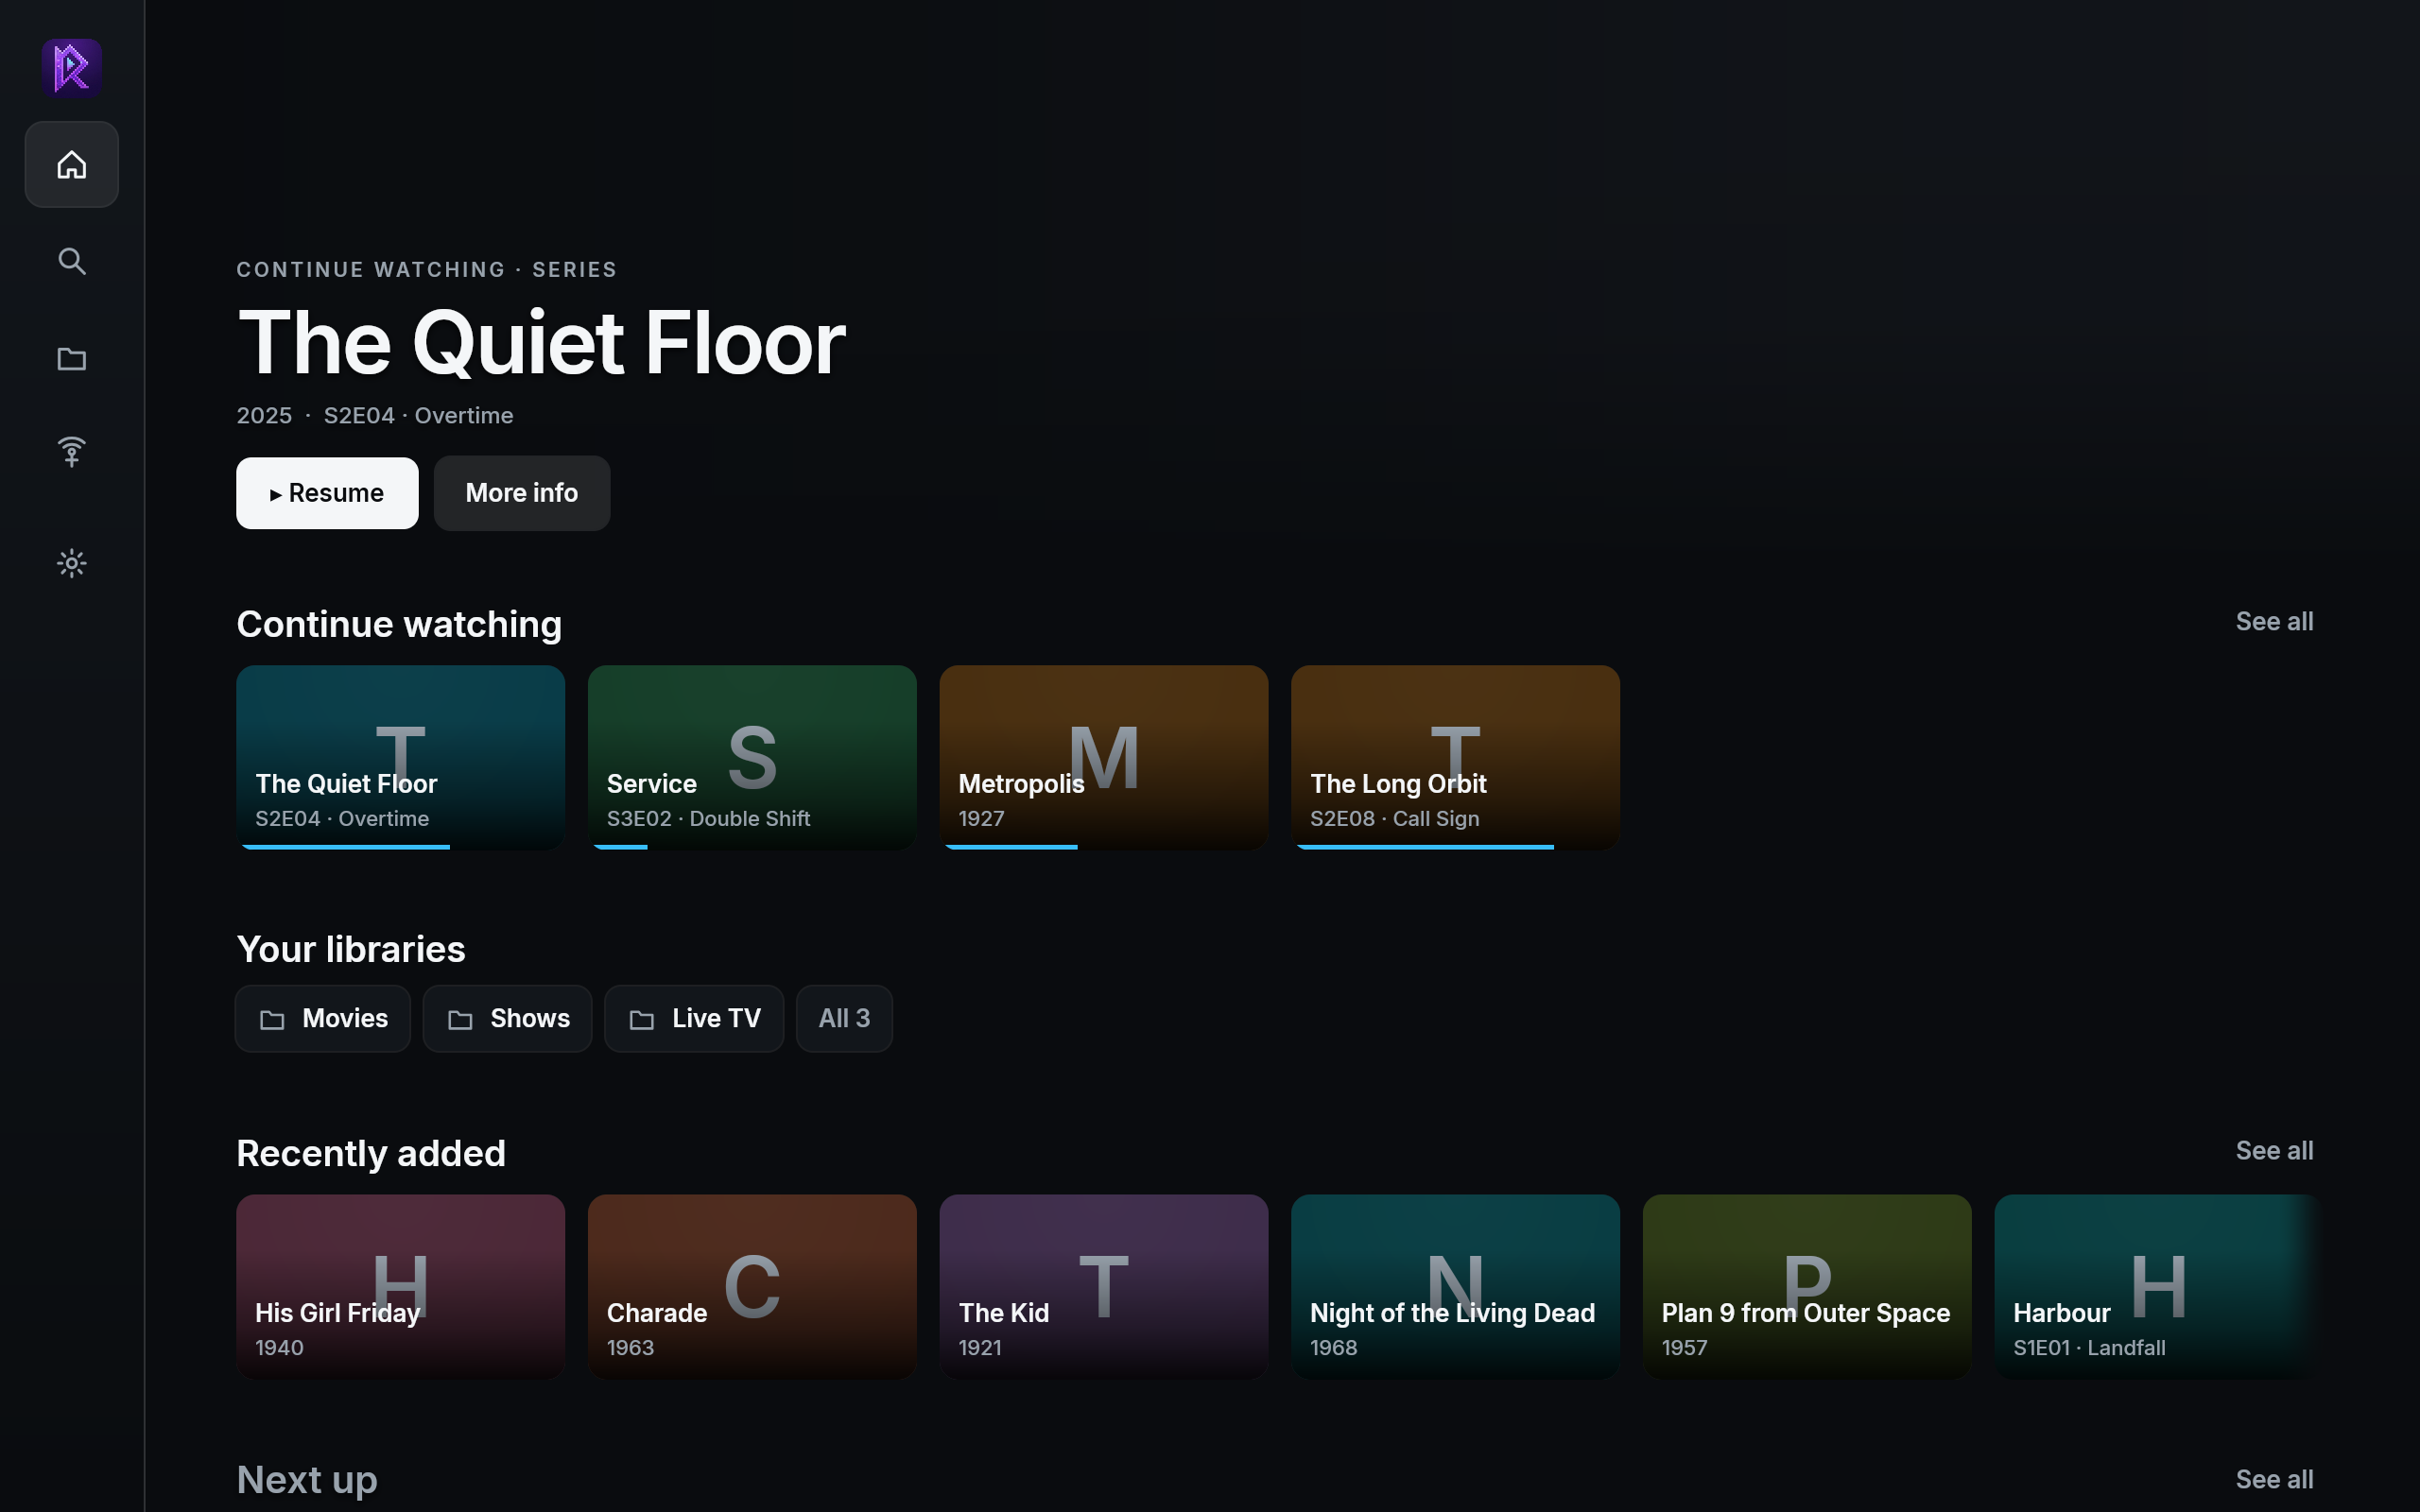 CONTINUE WATCHING · SERIES
The Quiet Floor
2025 · S2E04 · Overtime
▸ Resume
More info
Continue watching
See all
T
The Quiet Floor
S2E04 · Overtime
S
Service
S3E02 · Double Shift
M
Metropolis
1927
T
The Long Orbit
S2E08 · Call Sign
Your libraries
Movies
Shows
Live TV
All 3
Recently added
See all
H
His Girl Friday
1940
C
Charade
1963
T
The Kid
1921
N
Night of the Living Dead
1968
P
Plan 9 from Outer Space
1957
H
Harbour
S1E01 · Landfall
Next up
See all